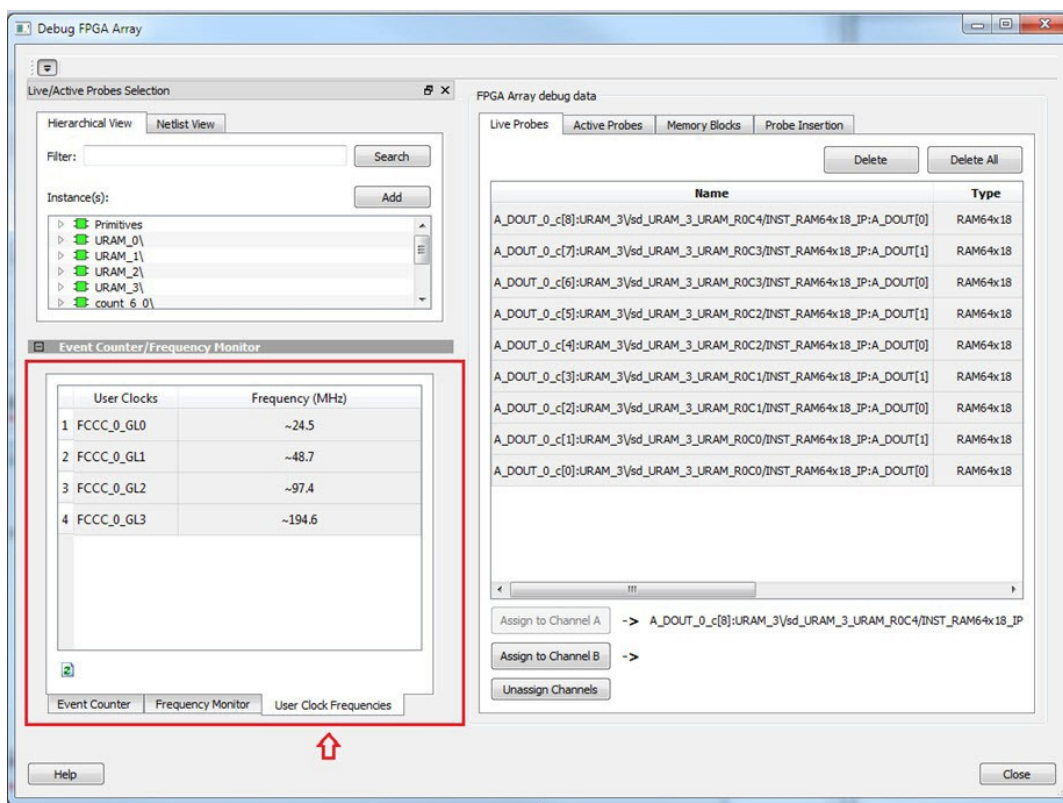 Debug FPGA Array
Live/Active Probes Selection
Hierarchical View Netlist View
Filter: Search
Instance(s): Add
Primitives
URAM_0\
URAM_1\
URAM_2\
URAM_3\
count_6_0\
Event Counter/Frequency Monitor
User Clocks Frequency (MHz)
1 FCCC_0_GL0 ~24.5
2 FCCC_0_GL1 ~48.7
3 FCCC_0_GL2 ~97.4
4 FCCC_0_GL3 ~194.6
Event Counter Frequency Monitor User Clock Frequencies
Help
FPGA Array debug data
Live Probes Active Probes Memory Blocks Probe Insertion
Delete Delete All
Name Type
A_DOUT_0_c[8]:URAM_3\/sd_URAM_3_URAM_R0C4/INST_RAM64x18_IP:A_DOUT[0] RAM64x18
A_DOUT_0_c[7]:URAM_3\/sd_URAM_3_URAM_R0C3/INST_RAM64x18_IP:A_DOUT[1] RAM64x18
A_DOUT_0_c[6]:URAM_3\/sd_URAM_3_URAM_R0C3/INST_RAM64x18_IP:A_DOUT[0] RAM64x18
A_DOUT_0_c[5]:URAM_3\/sd_URAM_3_URAM_R0C2/INST_RAM64x18_IP:A_DOUT[1] RAM64x18
A_DOUT_0_c[4]:URAM_3\/sd_URAM_3_URAM_R0C2/INST_RAM64x18_IP:A_DOUT[0] RAM64x18
A_DOUT_0_c[3]:URAM_3\/sd_URAM_3_URAM_R0C1/INST_RAM64x18_IP:A_DOUT[1] RAM64x18
A_DOUT_0_c[2]:URAM_3\/sd_URAM_3_URAM_R0C1/INST_RAM64x18_IP:A_DOUT[0] RAM64x18
A_DOUT_0_c[1]:URAM_3\/sd_URAM_3_URAM_R0C0/INST_RAM64x18_IP:A_DOUT[1] RAM64x18
A_DOUT_0_c[0]:URAM_3\/sd_URAM_3_URAM_R0C0/INST_RAM64x18_IP:A_DOUT[0] RAM64x18
Assign to Channel A -> A_DOUT_0_c[8]:URAM_3\/sd_URAM_3_URAM_R0C4/INST_RAM64x18_IP
Assign to Channel B ->
Unassign Channels
Close